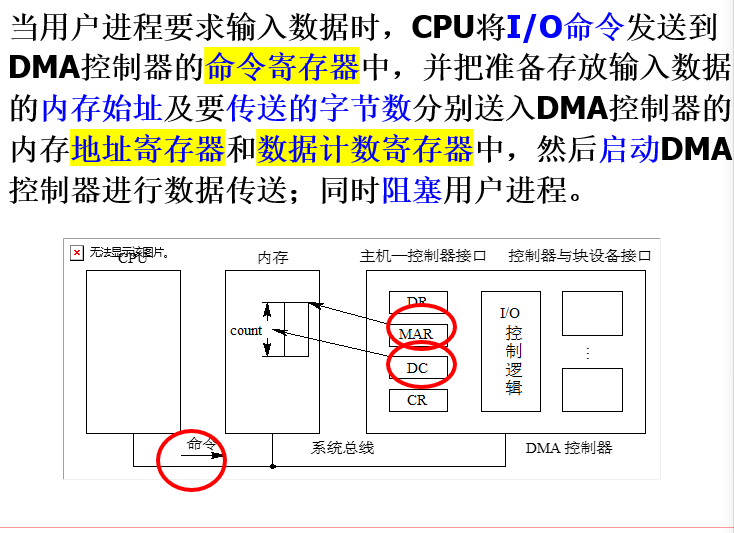 当用户进程要求输入数据时，CPU将I/O命令发送到
DMA控制器的命令寄存器中，并把准备存放输入数据
的内存始址及要传送的字节数分别送入DMA控制器的
内存地址寄存器和数据计数寄存器中，然后启动DMA
控制器进行数据传送；同时阻塞用户进程。
无法显示该图片。
CPU
内存
主机—控制器接口
控制器与块设备接口
DR
count
MAR
DC
CR
I/O
控
制
逻
辑
⋮
命令
系统总线
DMA 控制器